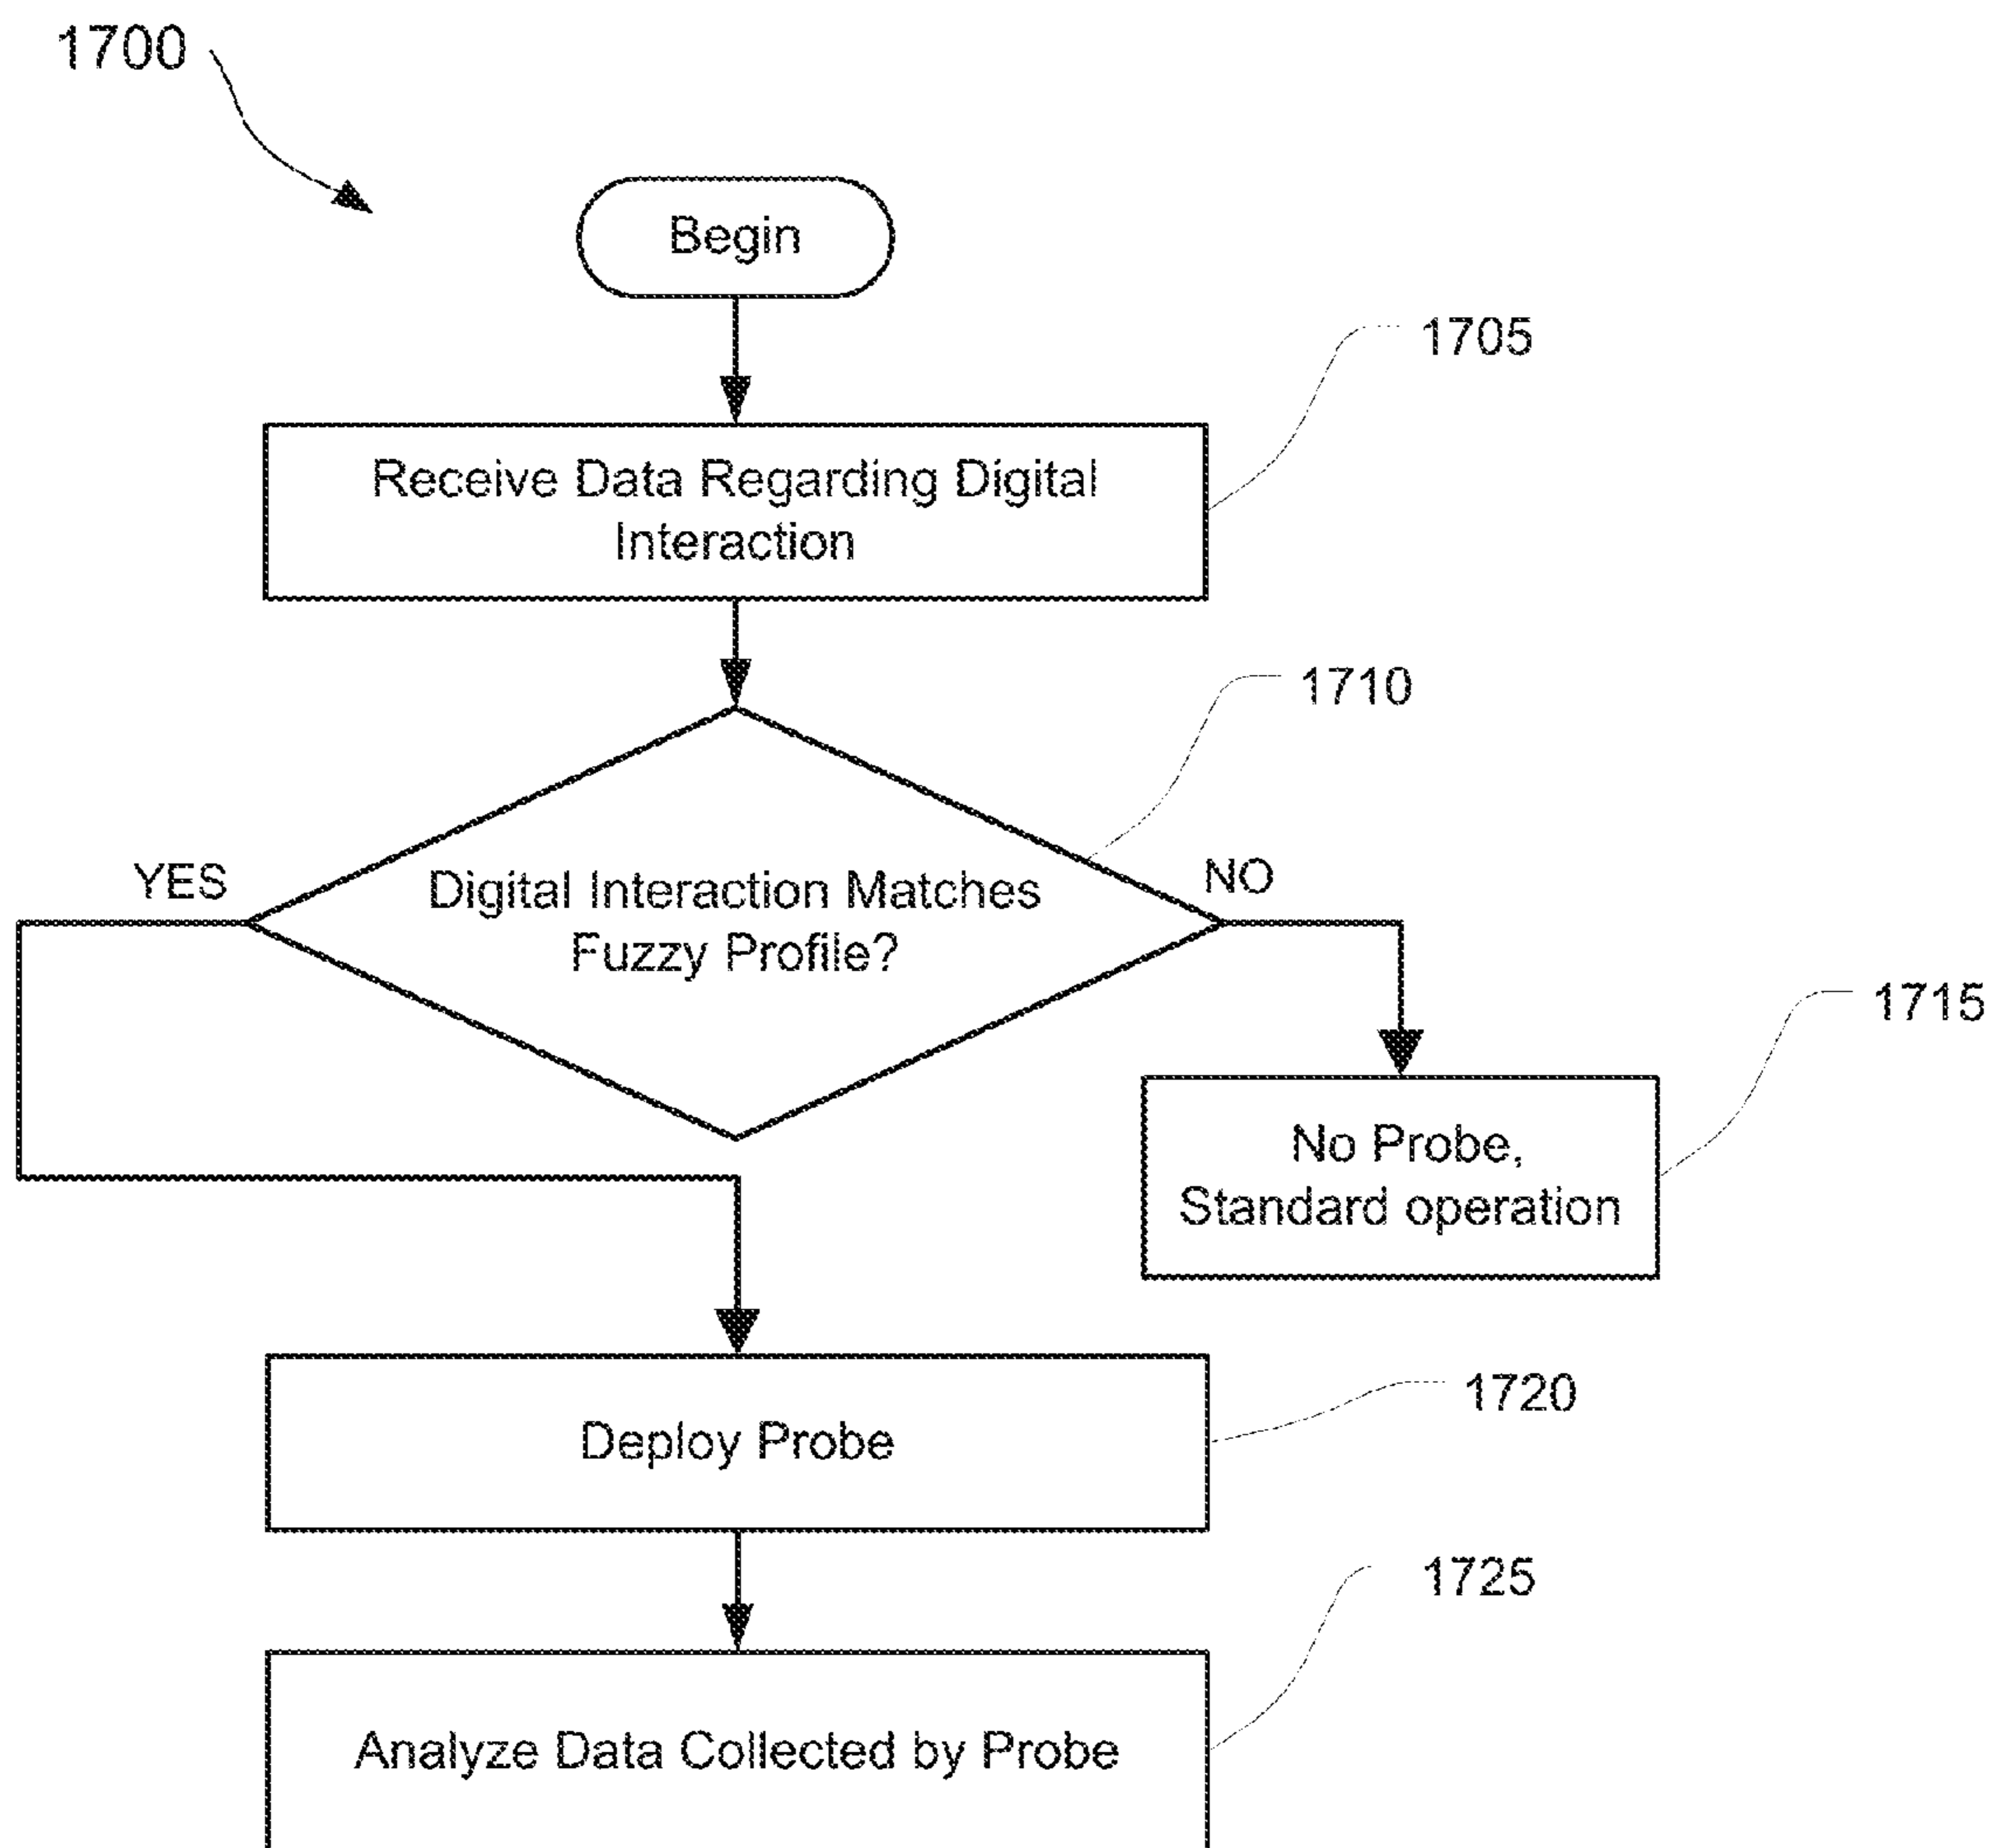 1700
Begin
1705
Receive Data Regarding Digital
Interaction
1710
YES
Digital Interaction Matches
Fuzzy Profile?
NO
1715
No Probe,
Standard operation
1720
Deploy Probe
1725
Analyze Data Collected by Probe